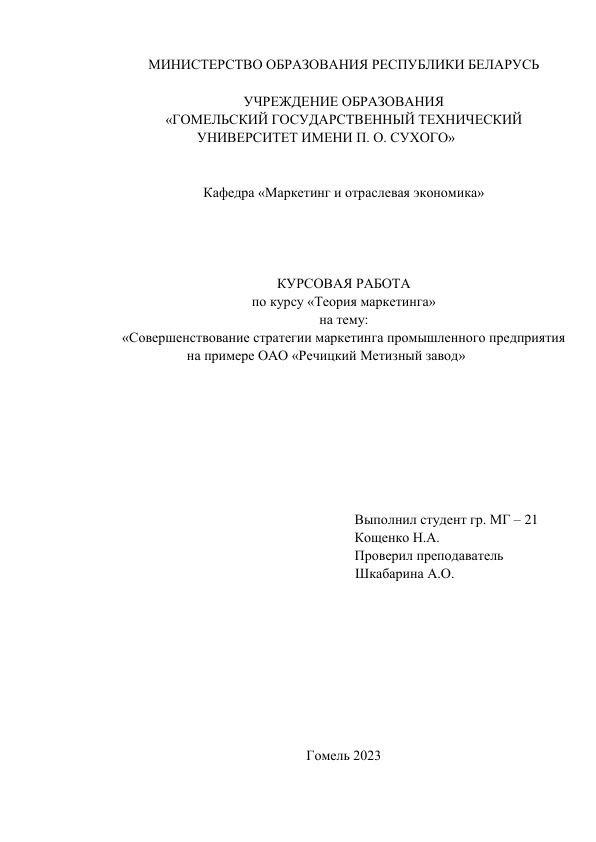 МИНИСТЕРСТВО ОБРАЗОВАНИЯ РЕСПУБЛИКИ БЕЛАРУСЬ
УЧРЕЖДЕНИЕ ОБРАЗОВАНИЯ
«ГОМЕЛЬСКИЙ ГОСУДАРСТВЕННЫЙ ТЕХНИЧЕСКИЙ
УНИВЕРСИТЕТ ИМЕНИ П. О. СУХОГО»
Кафедра «Маркетинг и отраслевая экономика»
КУРСОВАЯ РАБОТА
по курсу «Теория маркетинга»
на тему:
«Совершенствование стратегии маркетинга промышленного предприятия
на примере ОАО «Речицкий Метизный завод»
Выполнил студент гр. МГ – 21
Кощенко Н.А.
Проверил преподаватель
Шкабарина А.О.
Гомель 2023